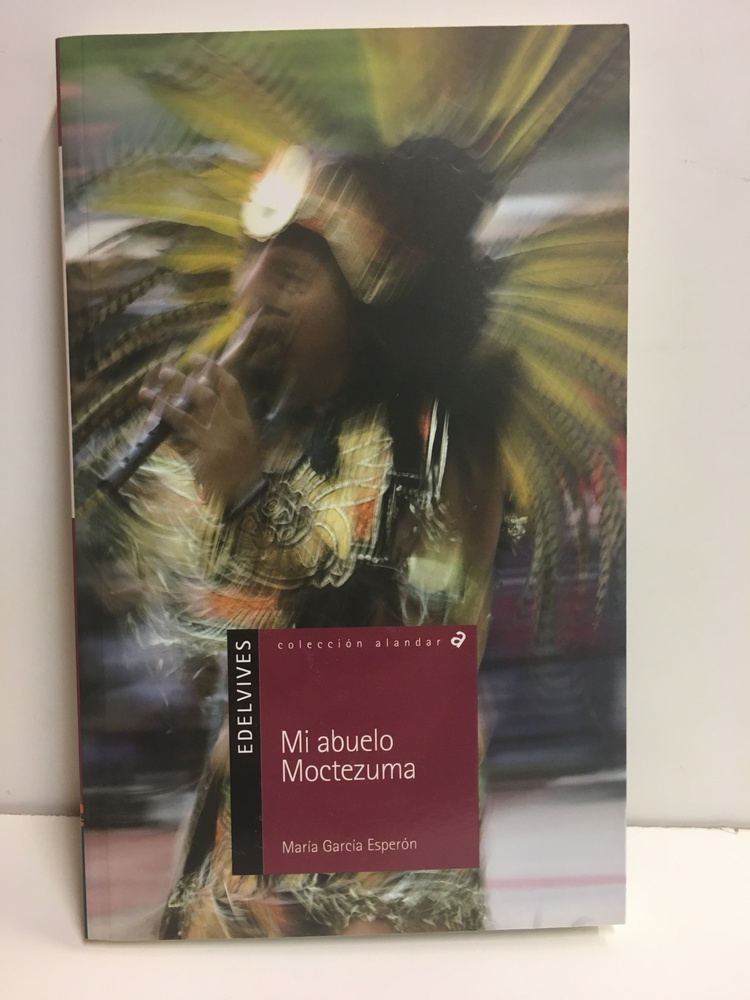 colección alandar a
EDELVIVES
Mi abuelo
Moctezuma
María García Esperón